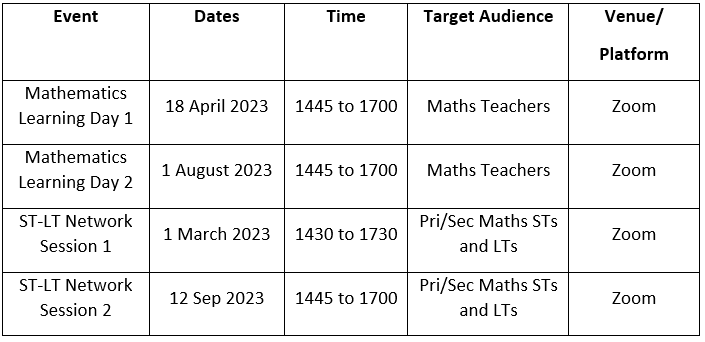 Event Dates Time Target Audience Venue/
Platform
Mathematics
Learning Day 1 18 April 2023 1445 to 1700 Maths Teachers Zoom
Mathematics
Learning Day 2 1 August 2023 1445 to 1700 Maths Teachers Zoom
ST-LT Network
Session 1 1 March 2023 1430 to 1730 Pri/Sec Maths STs
and LTs Zoom
ST-LT Network
Session 2 12 Sep 2023 1445 to 1700 Pri/Sec Maths STs
and LTs Zoom